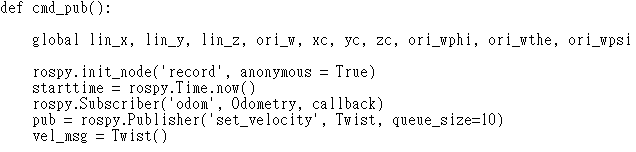 def cmd_pub():
    global lin_x, lin_y, lin_z, ori_w, xc, yc, zc, ori_wphi, ori_wthe, ori_wpsi
    rospy.init_node('record', anonymous = True)
    starttime = rospy.Time.now()
    rospy.Subscriber('odom', Odometry, callback)
    pub = rospy.Publisher('set_velocity', Twist, queue_size=10)
    vel_msg = Twist()